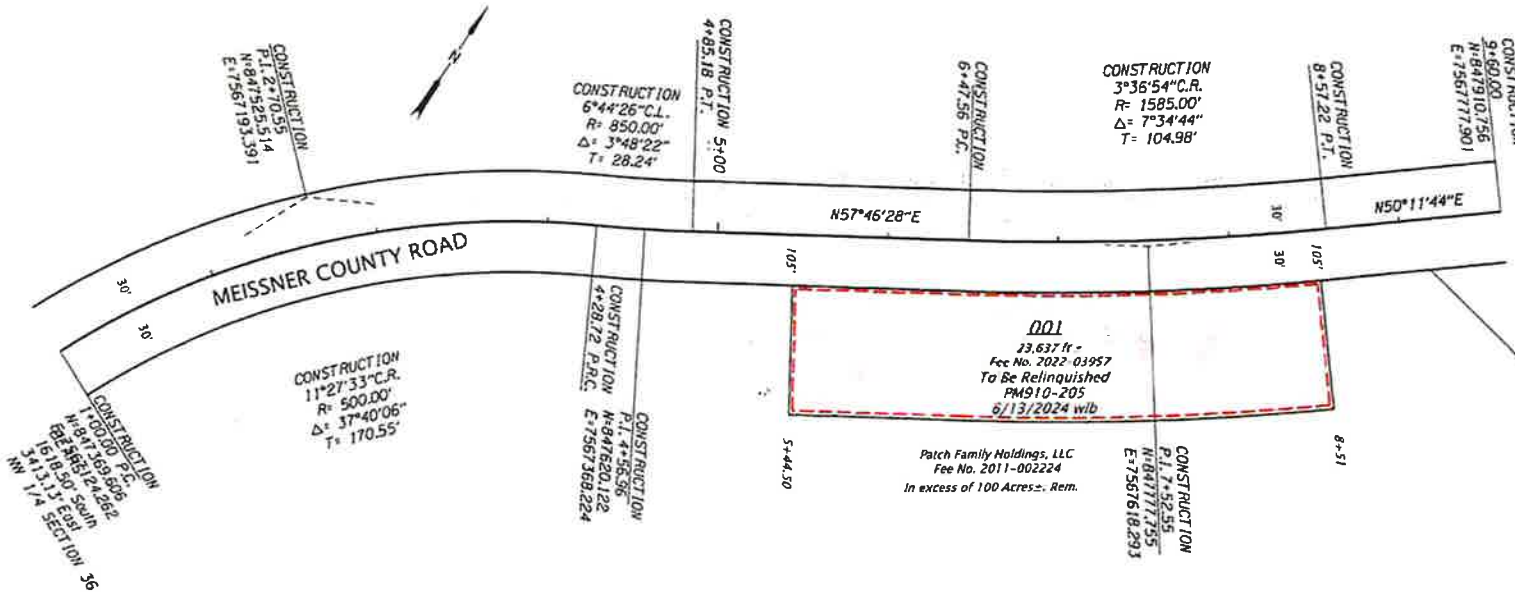 CONSTRUCTION
P.I. 2+70.55
N=847525.514
E=7567193.391
N
CONSTRUCTION
6°44'26"C.L.
R= 850.00'
Δ= 3°48'22"
T= 28.24'
CONSTRUCTION
4+85.18 P.T.
5+00
CONSTRUCTION
6+47.56 P.C.
CONSTRUCTION
3°36'54"C.R.
R= 1585.00'
Δ= 7°34'44"
T= 104.98'
CONSTRUCTION
8+57.22 P.T.
CONSTRUCTION
9+60.00
N=847910.756
E=7567777.901
N57°46'28"E
30'
N50°11'44"E
30'
MEISSNER COUNTY ROAD
30'
105'
30'
105'
CONSTRUCTION
1+00.00 P.C.
N=847369.606
1618.50' South
3413.13' East
NW 1/4 SECTION 36
CONSTRUCTION
11°27'33"C.R.
R= 500.00'
Δ= 37°40'06"
T= 170.55'
CONSTRUCTION
4+28.72 P.R.C.
CONSTRUCTION
P.I. 4+56.96
N=847620.122
E=7567368.224
001
23,637 ft
Fee No. 2022-03957
To Be Relinquished
PM910-205
6/13/2024 wlb
5+44.50
8+51
Patch Family Holdings, LLC
Fee No. 2011-002224
In excess of 100 Acres±. Rem.
CONSTRUCTION
P.I. 7+52.55
N=847777.755
E=7567618.293